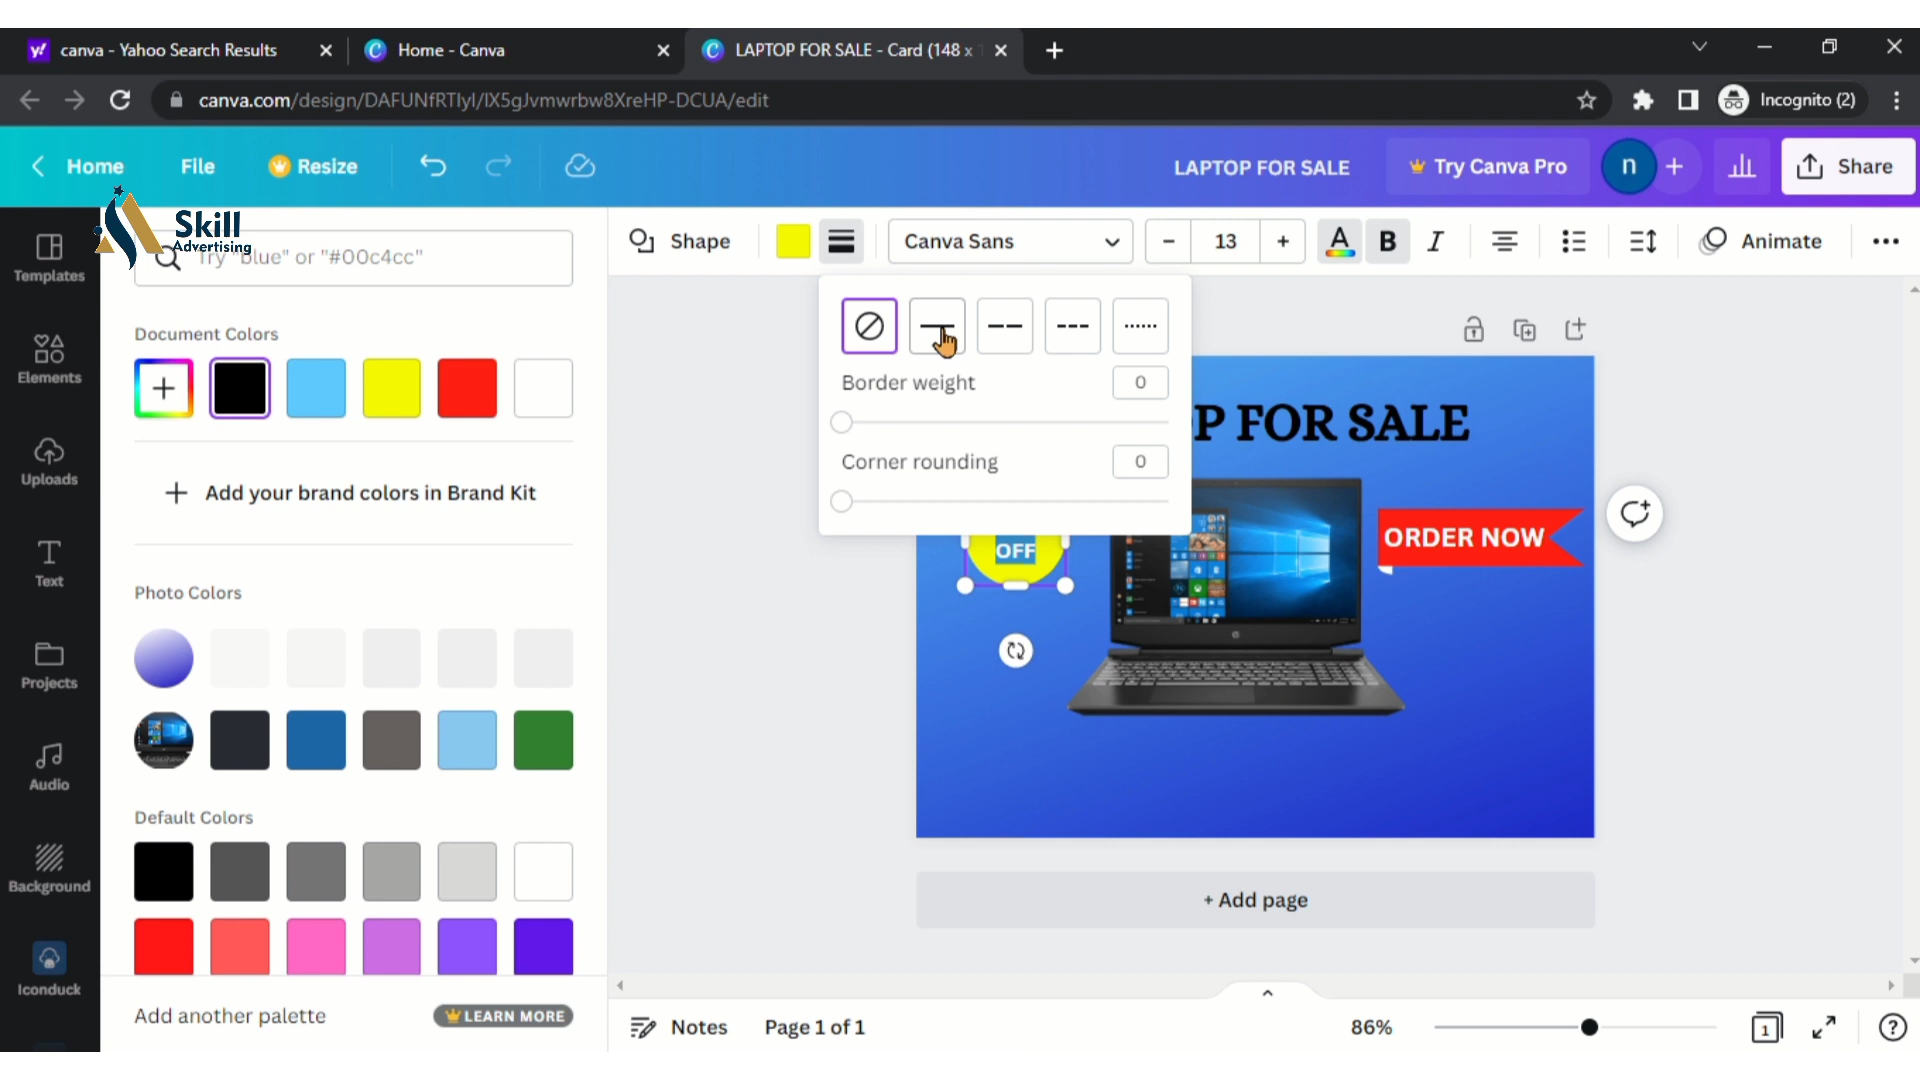 canva - Yahoo Search Results
Home - Canva
LAPTOP FOR SALE - Card (148 x
canva.com/design/DAFUNfRTlyI/IX5gJvmwrbw8XreHP-DCUA/edit
Incognito (2)
Home
File
Resize
LAPTOP FOR SALE
Try Canva Pro
n
Share
Skill
Advertising
Try "blue" or "#00c4cc"
Shape
Canva Sans
13
A
B
I
Animate
Templates
Elements
Uploads
Text
Projects
Audio
Background
Iconduck
Document Colors
Add your brand colors in Brand Kit
Photo Colors
Default Colors
Add another palette
LEARN MORE
Border weight
0
Corner rounding
0
P FOR SALE
OFF
ORDER NOW
+ Add page
Notes
Page 1 of 1
86%
1